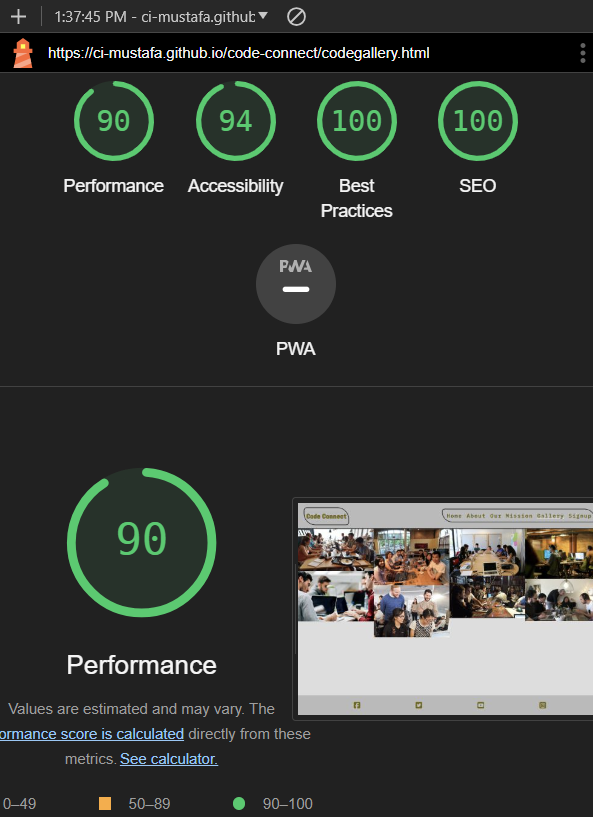 1:37:45 PM - ci-mustafa.github
https://ci-mustafa.github.io/code-connect/codegallery.html
90
94
100
100
Performance
Accessibility
Best
Practices
SEO
PWA
PWA
90
Performance
Values are estimated and may vary. The
ormance score is calculated directly from these
metrics. See calculator.
0–49
50–89
90–100
Code Connect
Home About Our Mission Gallery Signup